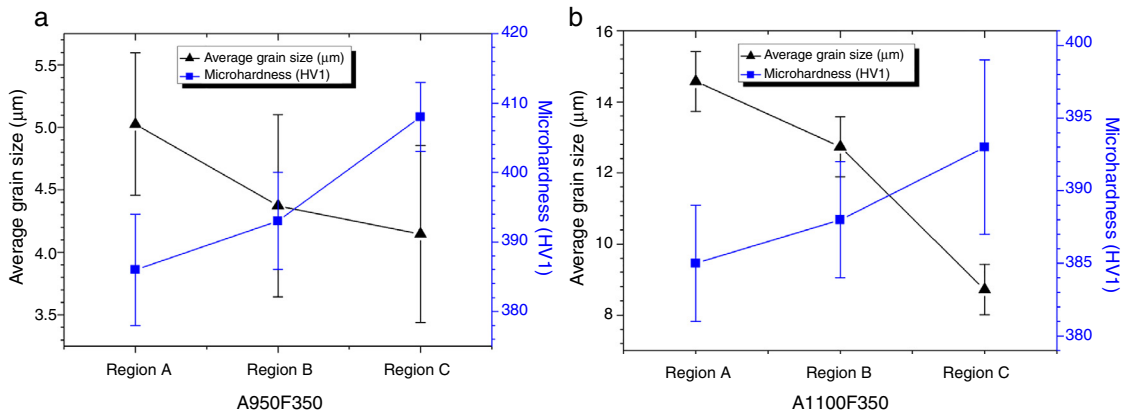 a
Average grain size (μm)
Microhardness (HV1)
5.5
5.0
4.5
4.0
3.5
Average grain size (μm)
420
410
400
390
380
Microhardness (HV1)
Region A
Region B
Region C
A950F350
b
Average grain size (μm)
Microhardness (HV1)
16
14
12
10
8
Average grain size (μm)
400
395
390
385
380
Microhardness (HV1)
Region A
Region B
Region C
A1100F350